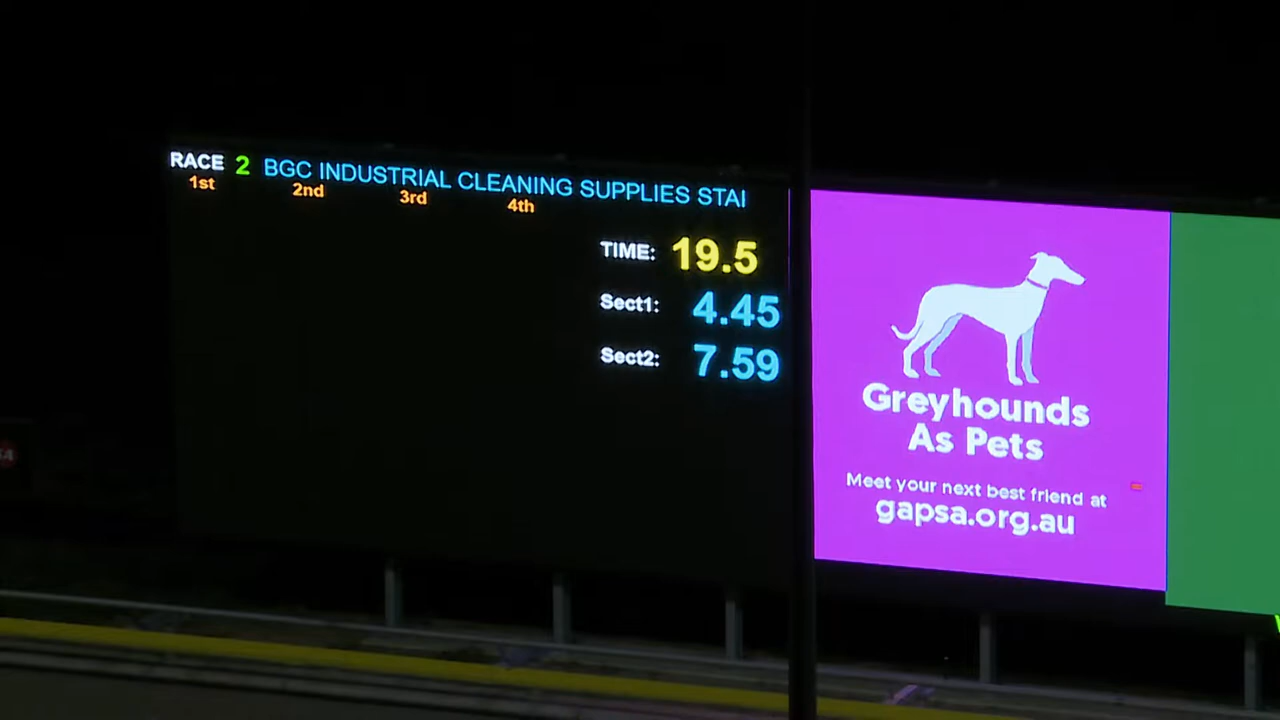 RACE 2 BGC INDUSTRIAL CLEANING SUPPLIES STAI
1st 2nd 3rd 4th
TIME: 19.5
Sect1: 4.45
Sect2: 7.59
Greyhounds
As Pets
Meet your next best friend at
gapsa.org.au